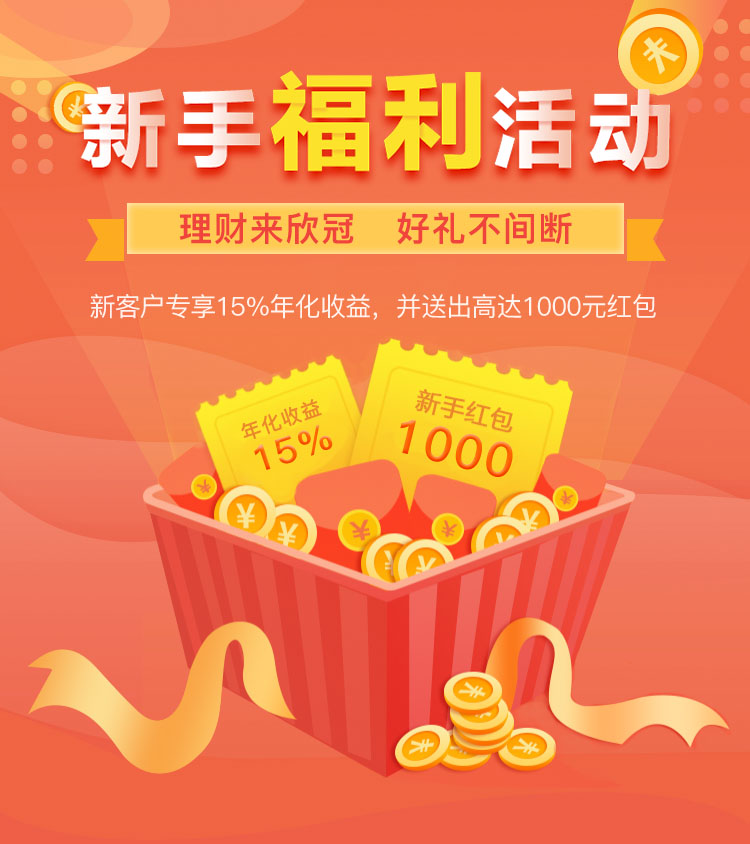 新手福利活动
理财来欣冠 好礼不间断
新客户专享15%年化收益，并送出高达1000元红包
年化收益
15%
新手红包
1000